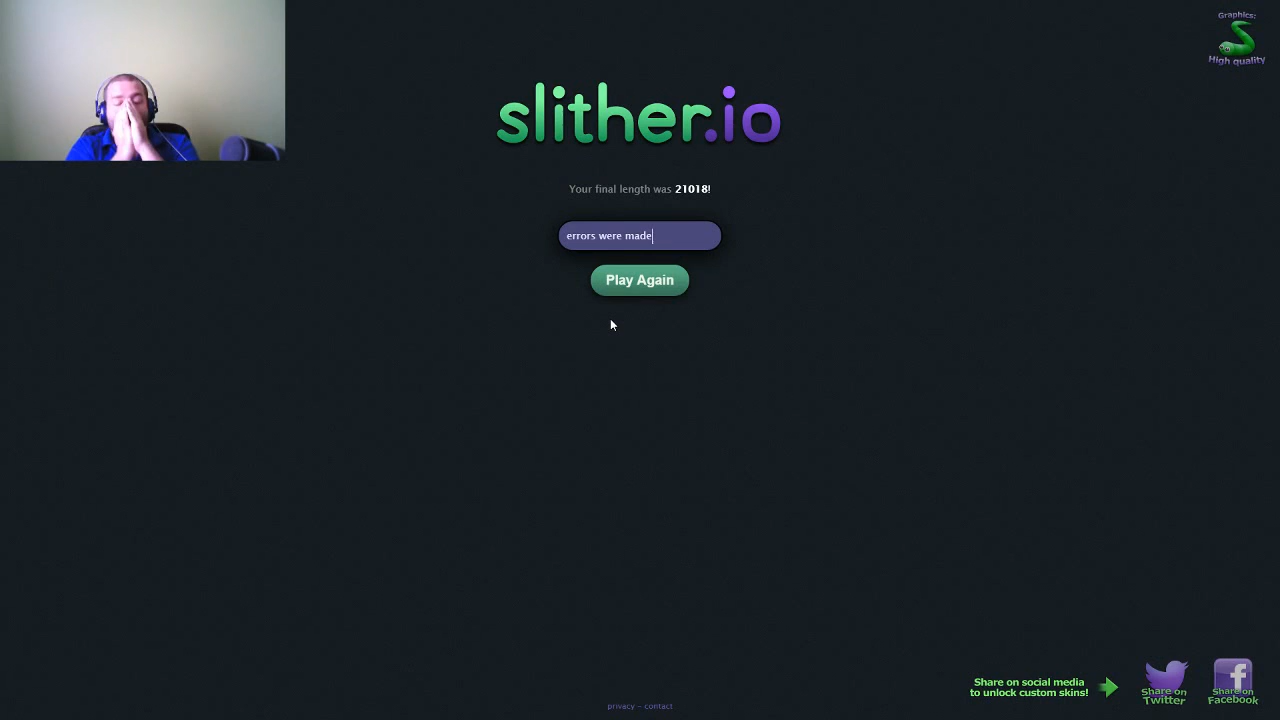 Graphics:
High quality
slither.io
Your final length was 21018!
errors were made
Play Again
Share on social media
to unlock custom skins!
Share on
Twitter
Share on
Facebook
privacy - contact